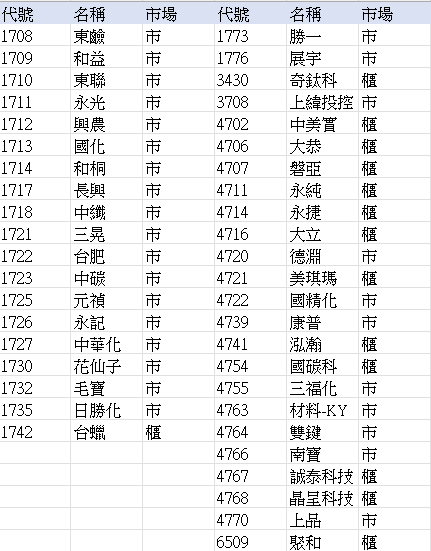 代號 名稱 市場 代號 名稱 市場
1708 東鹼 市 1773 勝一 市
1709 和益 市 1776 展宇 市
1710 東聯 市 3430 奇鈦科 櫃
1711 永光 市 3708 上緯投控 市
1712 興農 市 4702 中美實 櫃
1713 國化 市 4706 大恭 櫃
1714 和桐 市 4707 磐亞 櫃
1717 長興 市 4711 永純 櫃
1718 中纖 市 4714 永捷 櫃
1721 三晃 市 4716 大立 櫃
1722 台肥 市 4720 德淵 市
1723 中碳 市 4721 美琪瑪 櫃
1725 元禎 市 4722 國精化 市
1726 永記 市 4739 康普 市
1727 中華化 市 4741 泓瀚 櫃
1730 花仙子 市 4754 國碳科 櫃
1732 毛寶 市 4755 三福化 市
1735 日勝化 市 4763 材料-KY 市
1742 台蠟 櫃 4764 雙鍵 市
4766 南寶 市
4767 誠泰科技 櫃
4768 晶呈科技 櫃
4770 上品 市
6509 聚和 櫃